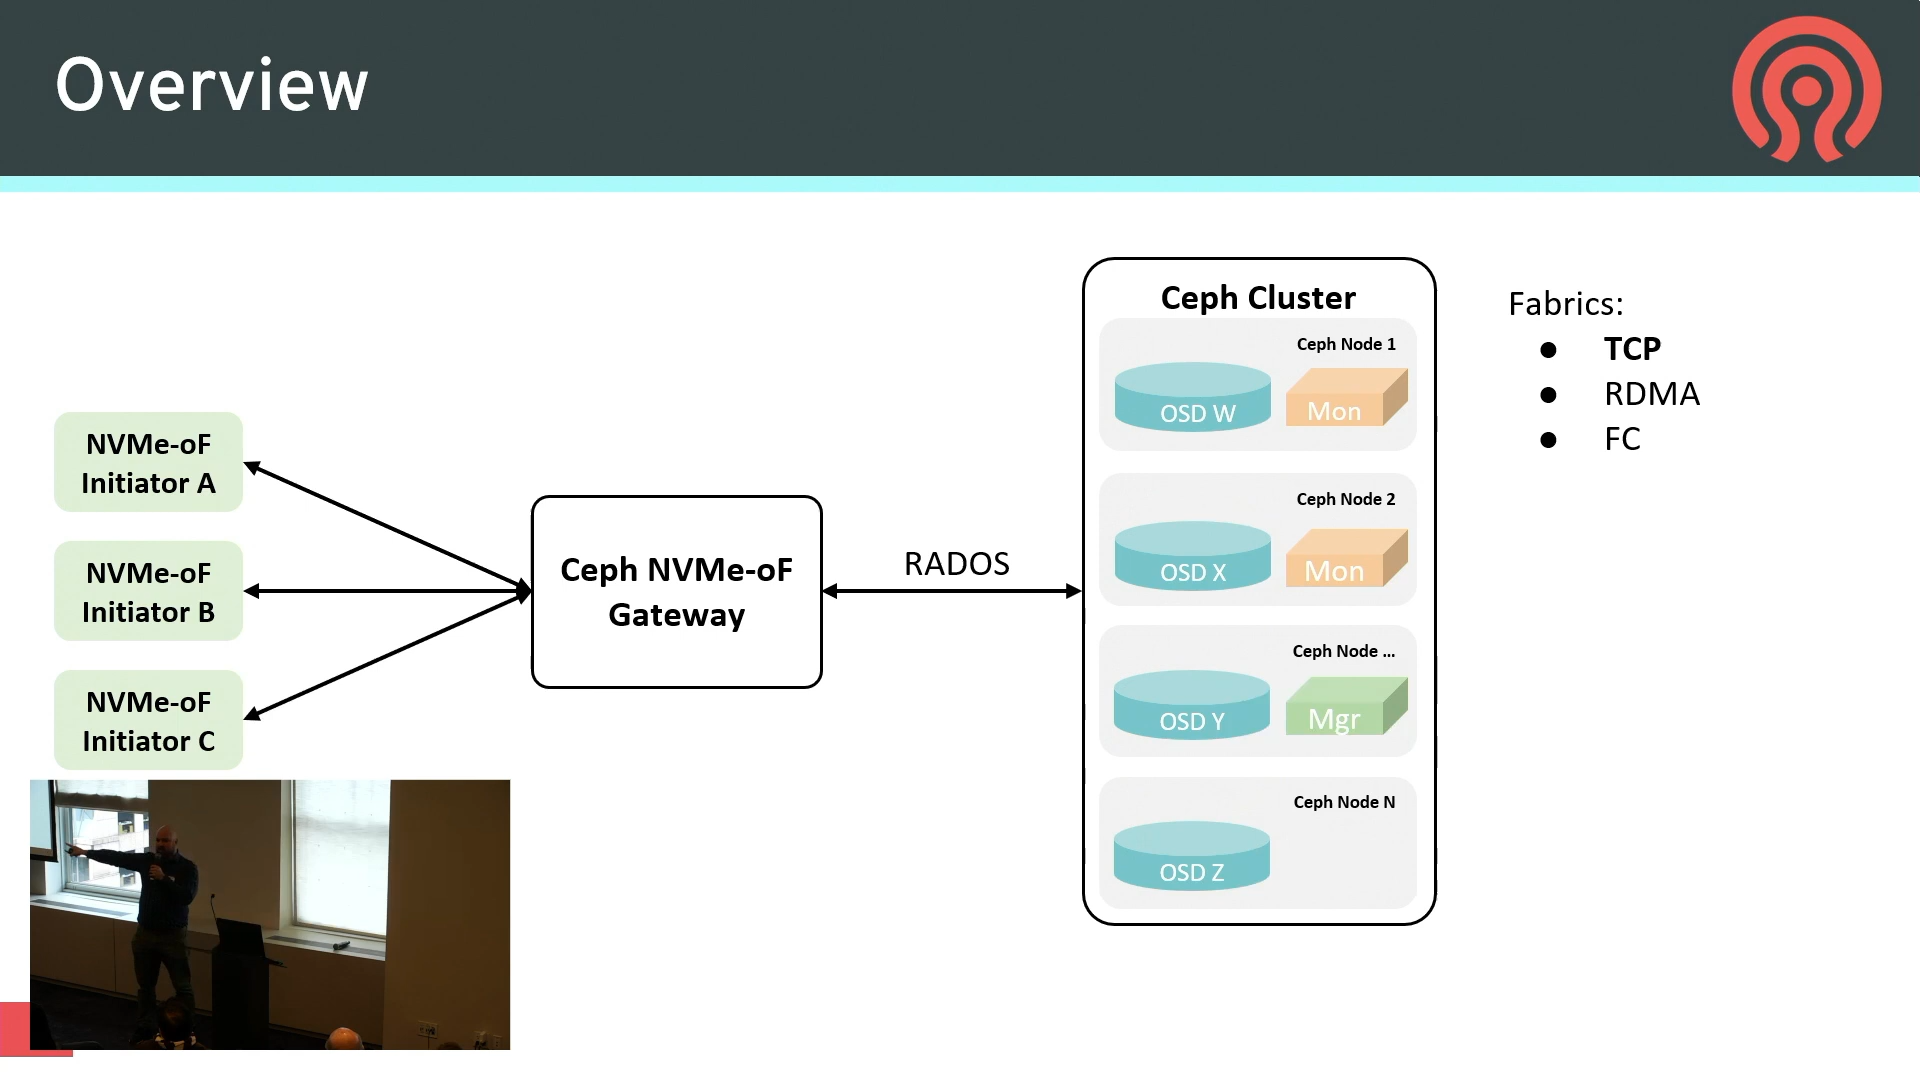 Overview
NVMe-oF
Initiator A
NVMe-oF
Initiator B
NVMe-oF
Initiator C
Ceph NVMe-oF
Gateway
RADOS
Ceph Cluster
Ceph Node 1
OSD W
Mon
Ceph Node 2
OSD X
Mon
Ceph Node ...
OSD Y
Mgr
Ceph Node N
OSD Z
Fabrics:
● TCP
● RDMA
● FC